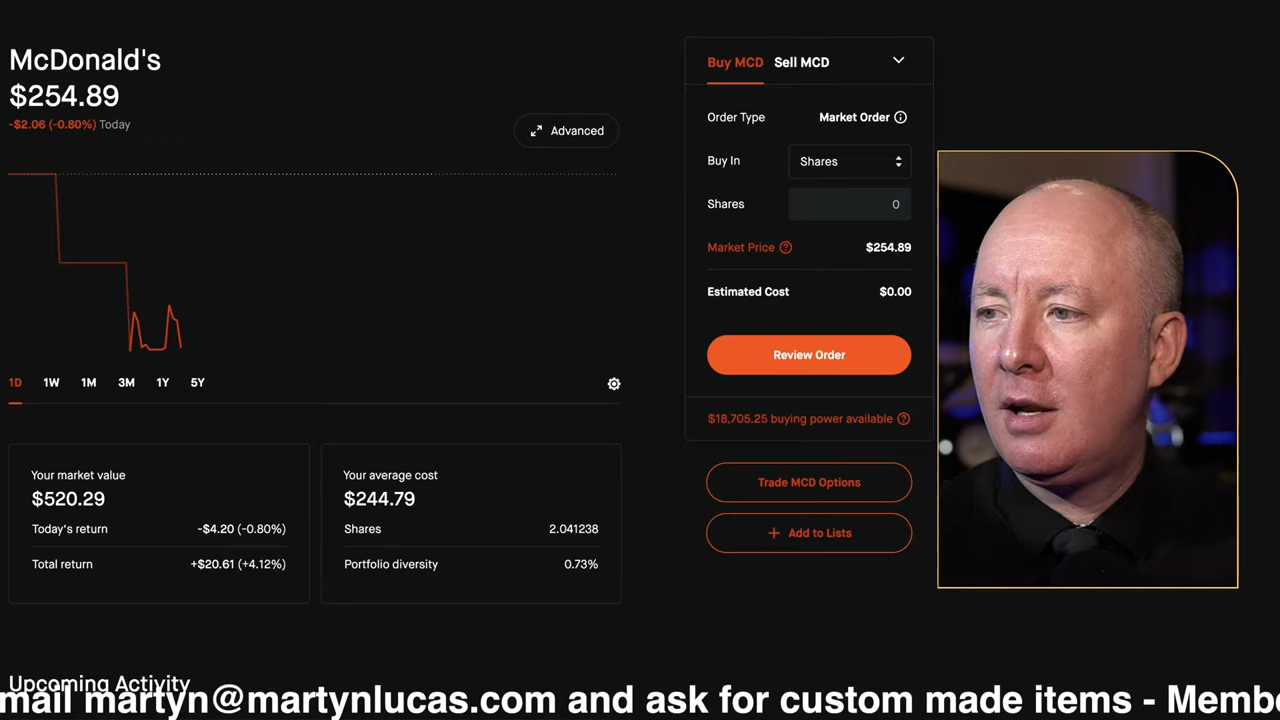 McDonald's
$254.89
-$2.06 (-0.80%) Today
Advanced
1D 1W 1M 3M 1Y 5Y
Your market value
$520.29
Today's return -$4.20 (-0.80%)
Total return +$20.61 (+4.12%)
Your average cost
$244.79
Shares 2.041238
Portfolio diversity 0.73%
Buy MCD Sell MCD
Order Type Market Order
Buy In Shares
Shares 0
Market Price $254.89
Estimated Cost $0.00
Review Order
$18,705.25 buying power available
Trade MCD Options
+ Add to Lists
Upcoming Activity
mail martyn@martynlucas.com and ask for custom made items - Membe